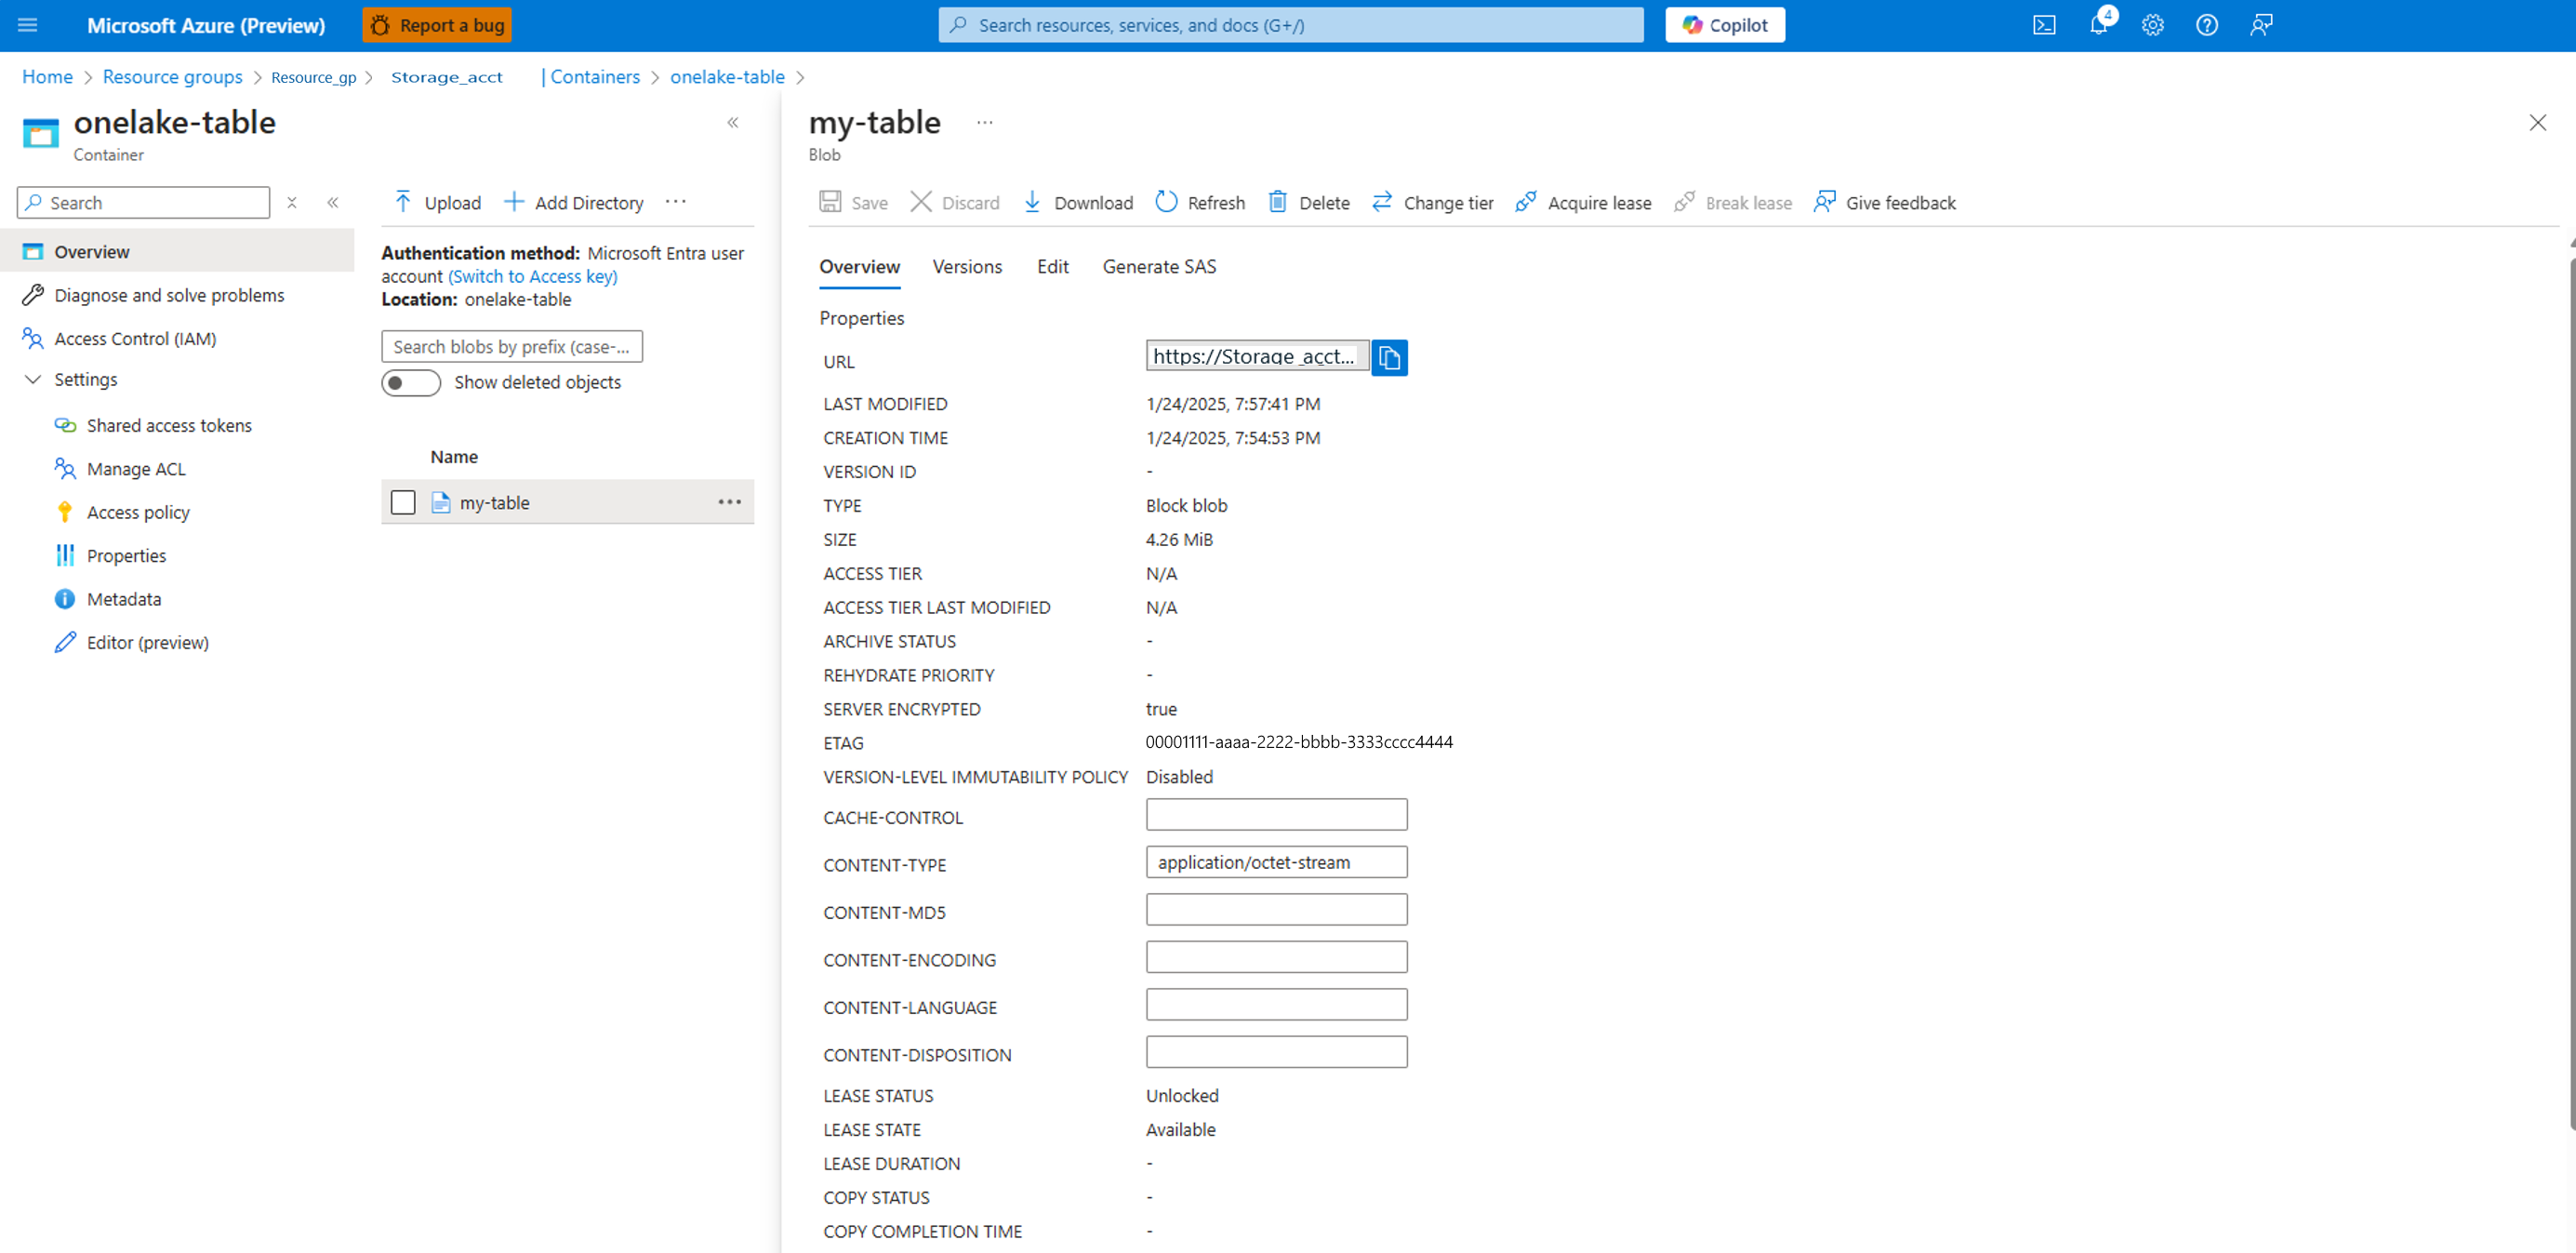 Microsoft Azure (Preview)
Report a bug
Search resources, services, and docs (G+/)
Copilot
4
Home > Resource groups > Resource_gp > Storage_acct | Containers > onelake-table >
onelake-table
Container
Search
Overview
Diagnose and solve problems
Access Control (IAM)
Settings
Shared access tokens
Manage ACL
Access policy
Properties
Metadata
Editor (preview)
Upload
Add Directory
Authentication method: Microsoft Entra user
account (Switch to Access key)
Location: onelake-table
Search blobs by prefix (case-...
Show deleted objects
Name
my-table
my-table
Blob
Save
Discard
Download
Refresh
Delete
Change tier
Acquire lease
Break lease
Give feedback
Overview
Versions
Edit
Generate SAS
Properties
URL https://Storage_acct...
LAST MODIFIED 1/24/2025, 7:57:41 PM
CREATION TIME 1/24/2025, 7:54:53 PM
VERSION ID -
TYPE Block blob
SIZE 4.26 MiB
ACCESS TIER N/A
ACCESS TIER LAST MODIFIED N/A
ARCHIVE STATUS -
REHYDRATE PRIORITY -
SERVER ENCRYPTED true
ETAG 00001111-aaaa-2222-bbbb-3333cccc4444
VERSION-LEVEL IMMUTABILITY POLICY Disabled
CACHE-CONTROL
CONTENT-TYPE application/octet-stream
CONTENT-MD5
CONTENT-ENCODING
CONTENT-LANGUAGE
CONTENT-DISPOSITION
LEASE STATUS Unlocked
LEASE STATE Available
LEASE DURATION -
COPY STATUS -
COPY COMPLETION TIME -